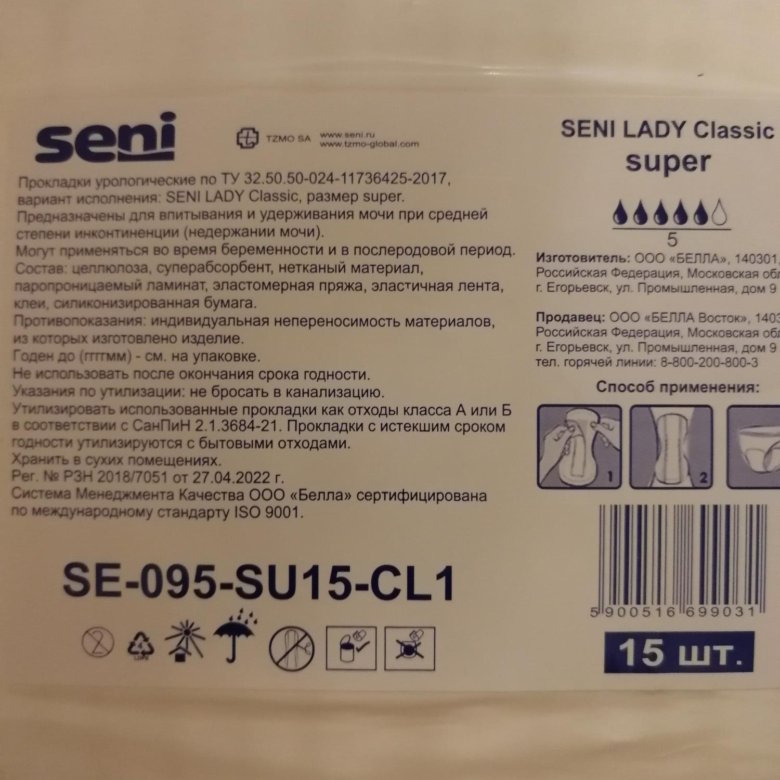 seni
TZMO SA
www.seni.ru
www.tzmo-global.com
Прокладки урологические по ТУ 32.50.50-024-11736425-2017,
вариант исполнения: SENI LADY Classic, размер super.
Предназначены для впитывания и удерживания мочи при средней
степени инконтиненции (недержании мочи).
Могут применяться во время беременности и в послеродовой период.
Состав: целлюлоза, суперабсорбент, нетканый материал,
паропроницаемый ламинат, эластомерная пряжа, эластичная лента,
клеи, силиконизированная бумага.
Противопоказания: индивидуальная непереносимость материалов,
из которых изготовлено изделие.
Годен до (ггггмм) - см. на упаковке.
Не использовать после окончания срока годности.
Указания по утилизации: не бросать в канализацию.
Утилизировать использованные прокладки как отходы класса А или Б
в соответствии с СанПиН 2.1.3684-21. Прокладки с истекшим сроком
годности утилизируются с бытовыми отходами.
Хранить в сухих помещениях.
Рег. № РЗН 2018/7051 от 27.04.2022 г.
Система Менеджмента Качества ООО «Белла» сертифицирована
по международному стандарту ISO 9001.
SE-095-SU15-CL1
2
4
SENI LADY Classic
super
5
Изготовитель: ООО «БЕЛЛА», 140301,
Российская Федерация, Московская
г. Егорьевск, ул. Промышленная, дом 9
Продавец: ООО «БЕЛЛА Восток»,
Российская Федерация, Московская
г. Егорьевск, ул. Промышленная, дом 9
тел. горячей линии: 8-800-200-800-3
Способ применения:
1
2
5 900516 699031
15 шт.